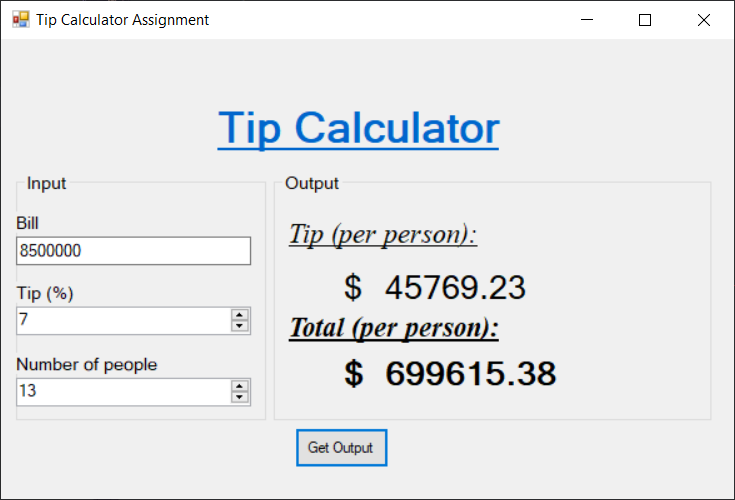 Tip Calculator Assignment
Tip Calculator
Input
Bill
8500000
Tip (%)
7
Number of people
13
Output
Tip (per person):
$ 45769.23
Total (per person):
$ 699615.38
Get Output